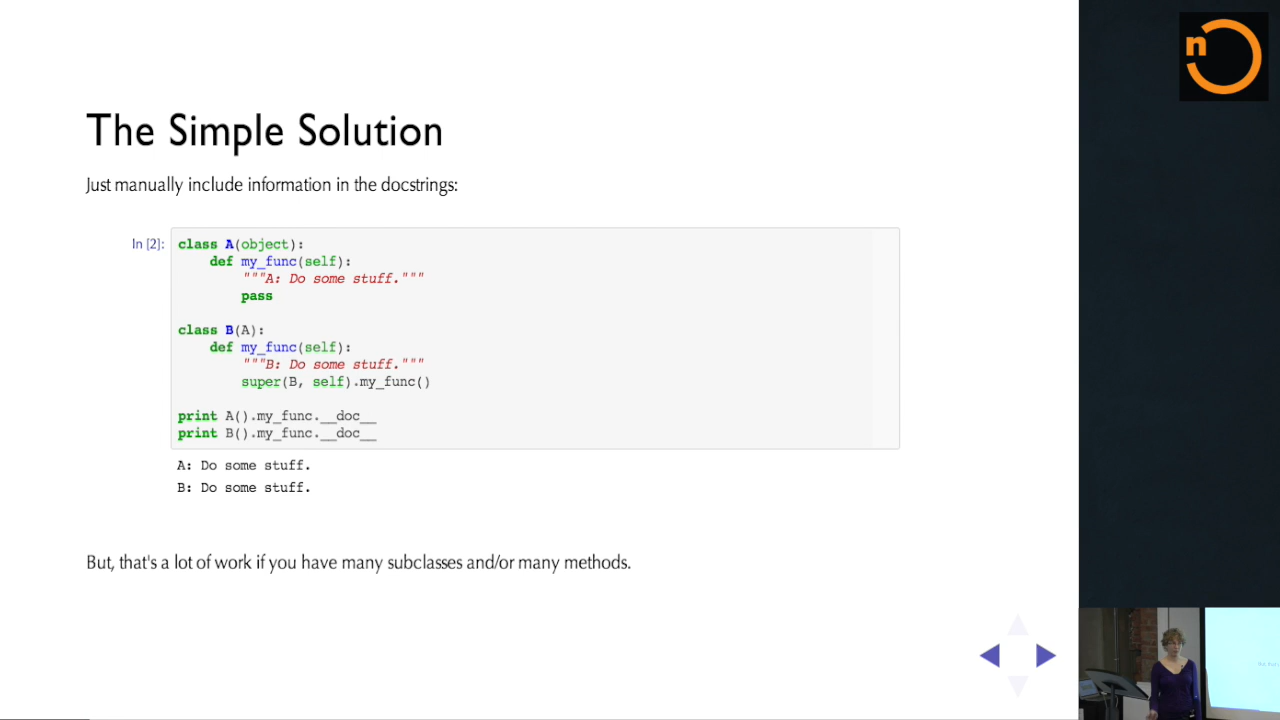 n
The Simple Solution
Just manually include information in the docstrings:
In [2]:
class A(object):
    def my_func(self):
        """A: Do some stuff."""
        pass
class B(A):
    def my_func(self):
        """B: Do some stuff."""
        super(B, self).my_func()
print A().my_func.__doc__
print B().my_func.__doc__
A: Do some stuff.
B: Do some stuff.
But, that's a lot of work if you have many subclasses and/or many methods.